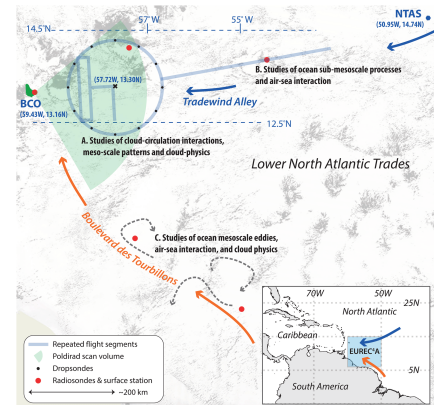 57°W
55°W
NTAS
(50.95W, 14.74N)
14.5°N
(57.72W, 13.30N)
B. Studies of ocean sub-mesoscale processes
and air-sea interaction
Tradewind Alley
BCO
(59.43W, 13.16N)
12.5°N
A. Studies of cloud-circulation interactions,
meso-scale patterns and cloud-physics
Lower North Atlantic Trades
Boulevard des Tourbillons
C. Studies of ocean mesoscale eddies,
air-sea interaction, and cloud physics
Repeated flight segments
Poldirad scan volume
Dropsondes
Radiosondes & surface station
~200 km
70W
50W
25N
North Atlantic
Caribbean
EUREC⁴A
5N
South America